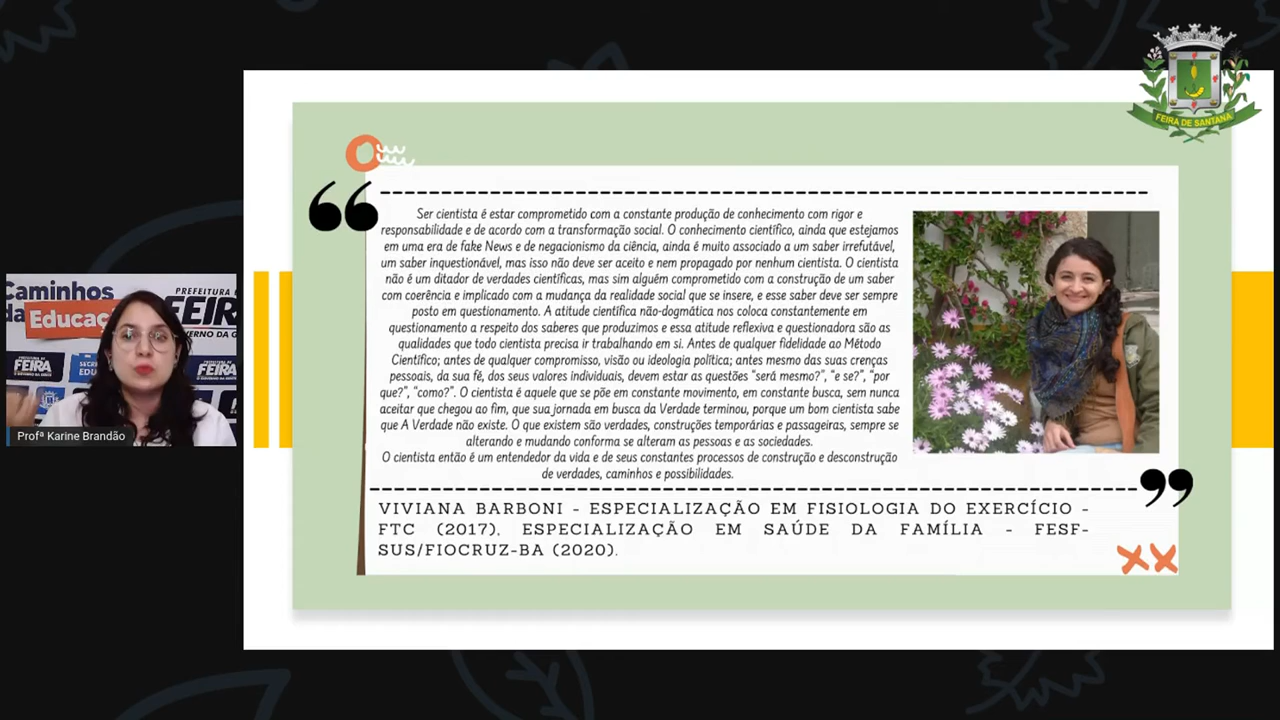 FEIRA DE SANTANA
Ser cientista é estar comprometido com a constante produção de conhecimento com rigor e
responsabilidade e de acordo com a transformação social. O conhecimento científico, ainda que estejamos
em uma era de fake News e de negacionismo da ciência, ainda é muito associado a um saber irrefutável,
um saber inquestionável, mas isso não deve ser aceito e nem propagado por nenhum cientista. O cientista
não é um ditador de verdades científicas, mas sim alguém comprometido com a construção de um saber
com coerência e implicado com a mudança da realidade social que se insere, e esse saber deve ser sempre
posto em questionamento. A atitude científica não-dogmática nos coloca constantemente em
questionamento a respeito dos saberes que produzimos e essa atitude reflexiva e questionadora são as
qualidades que todo cientista precisa ir trabalhando em si. Antes de qualquer fidelidade ao Método
Científico; antes de qualquer compromisso, visão ou ideologia política; antes mesmo das suas crenças
pessoais, da sua fé, dos seus valores individuais, devem estar as questões "será mesmo?", "e se?", "por
que?", "como?". O cientista é aquele que se põe em constante movimento, em constante busca, sem nunca
aceitar que chegou ao fim, que sua jornada em busca da Verdade terminou, porque um bom cientista sabe
que A Verdade não existe. O que existem são verdades, construções temporárias e passageiras, sempre se
alterando e mudando conforma se alteram as pessoas e as sociedades.
O cientista então é um entendedor da vida e de seus constantes processos de construção e desconstrução
de verdades, caminhos e possibilidades.
VIVIANA BARBONI - ESPECIALIZAÇÃO EM FISIOLOGIA DO EXERCÍCIO -
FTC (2017). ESPECIALIZAÇÃO EM SAÚDE DA FAMÍLIA - FESF-
SUS/FIOCRUZ-BA (2020).
Caminhos
da Educaç
PREFEITURA
FEIR
VERNO DA G
FEIRA
FEIRA
Profª Karine Brandão